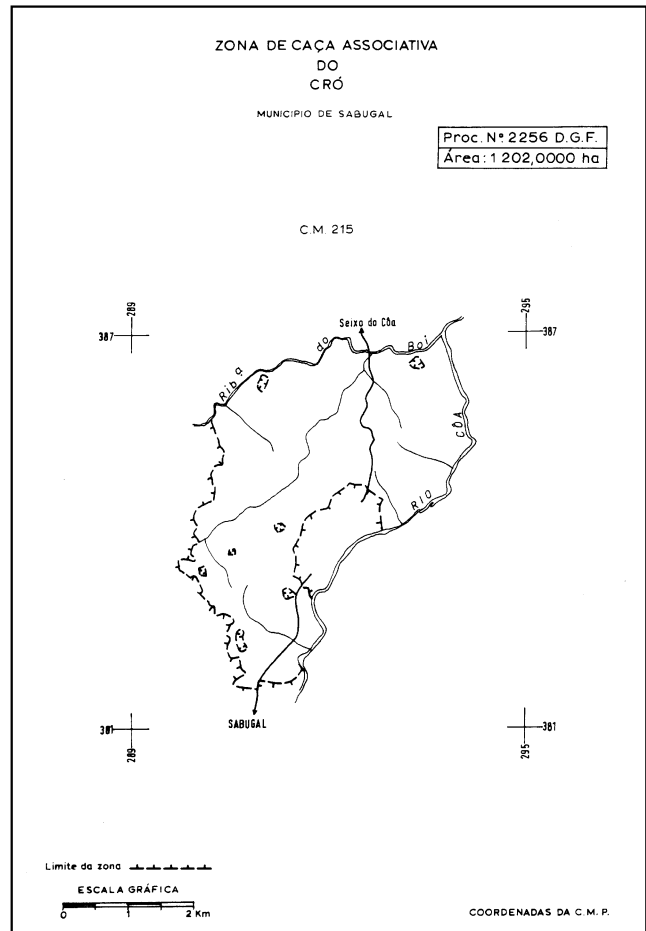 ZONA DE CAÇA ASSOCIATIVA
DO
CRÓ
MUNICIPIO DE SABUGAL
Proc. Nº 2256 D.G.F.
Área: 1 202,0000 ha
C.M. 215
289
295
387
Seixo do Côa
387
Ribª do Boi
CÔA
RIO
381
SABUGAL
381
289
295
Limite da zona
ESCALA GRÁFICA
0 1 2 Km
COORDENADAS DA C.M.P.